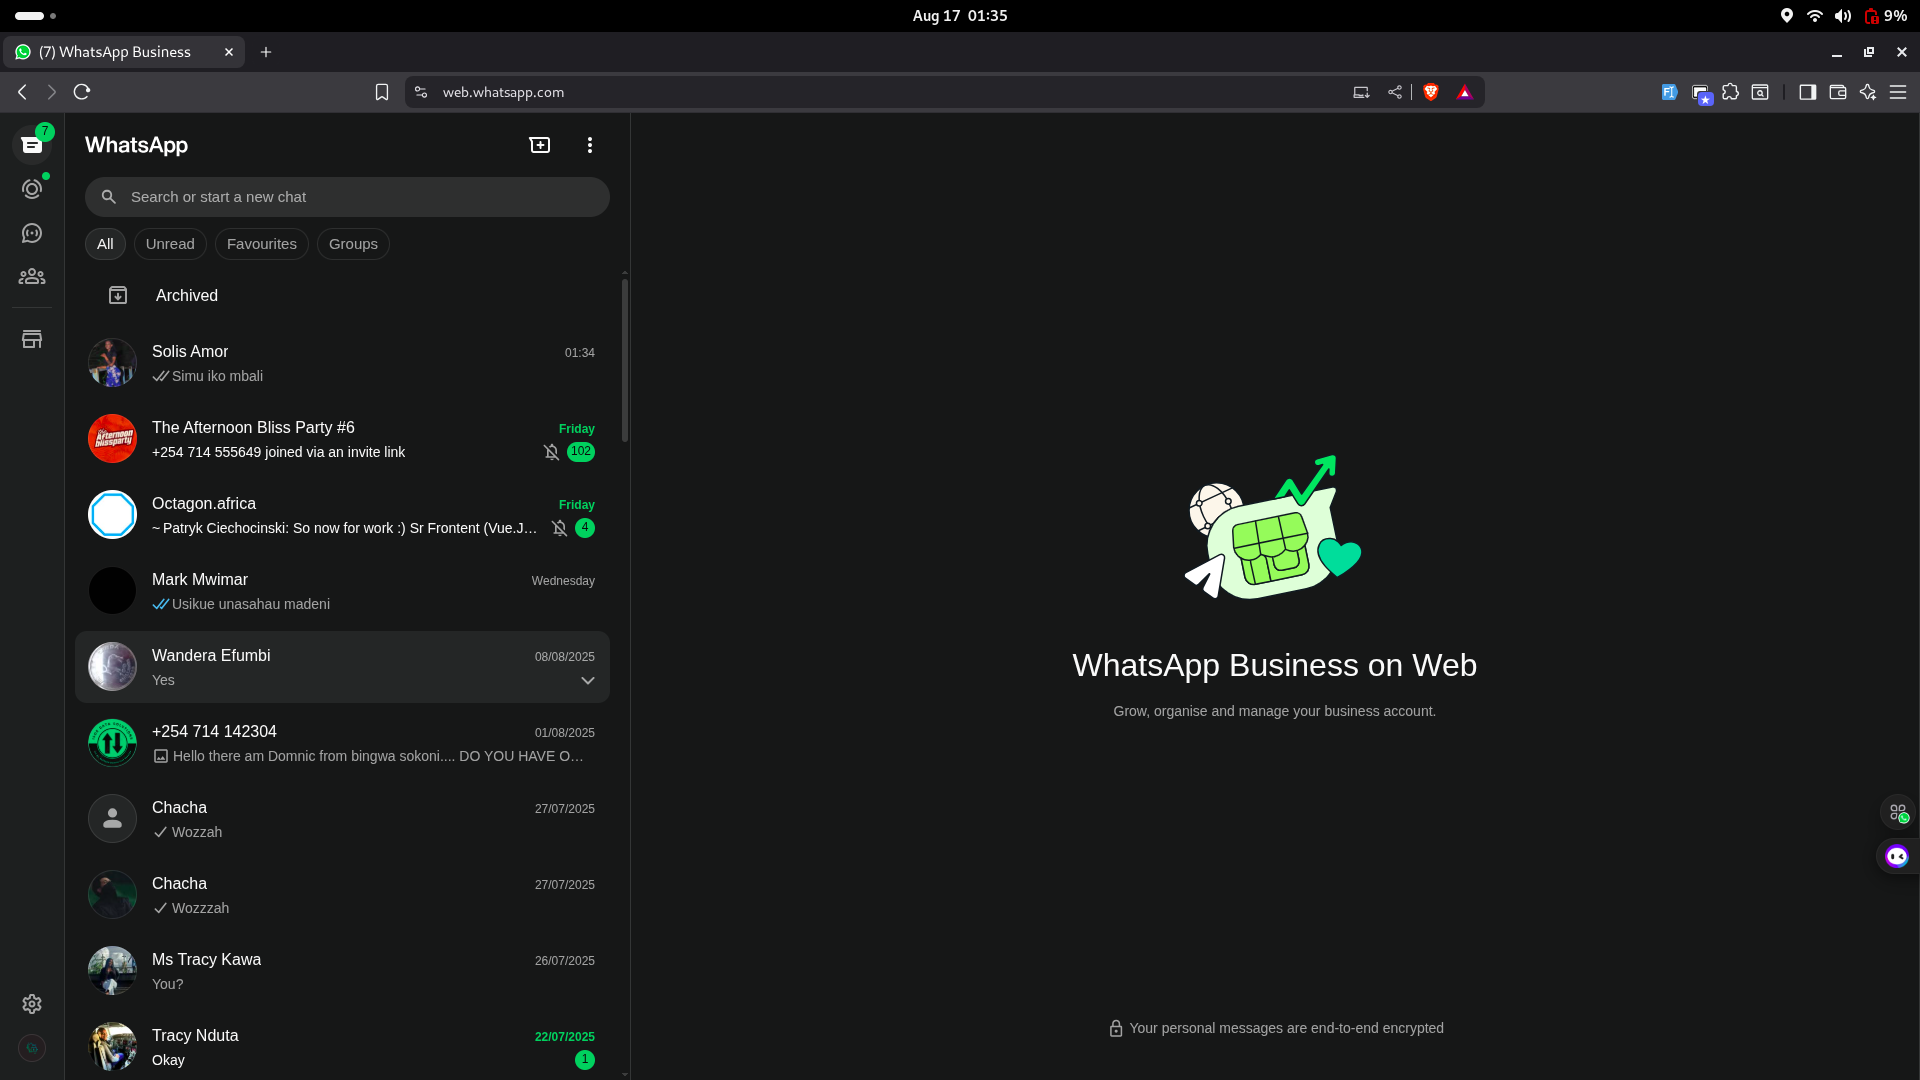 Aug 17 01:35
9%
(7) WhatsApp Business
web.whatsapp.com
7
WhatsApp
Search or start a new chat
All Unread Favourites Groups
Archived
Solis Amor 01:34
Simu iko mbali
The Afternoon Bliss Party #6 Friday
+254 714 555649 joined via an invite link 102
Octagon.africa Friday
~ Patryk Ciechocinski: So now for work :) Sr Frontent (Vue.J… 4
Mark Mwimar Wednesday
Usikue unasahau madeni
Wandera Efumbi 08/08/2025
Yes
+254 714 142304 01/08/2025
Hello there am Domnic from bingwa sokoni.... DO YOU HAVE O…
Chacha 27/07/2025
Wozzah
Chacha 27/07/2025
Wozzzah
Ms Tracy Kawa 26/07/2025
You?
Tracy Nduta 22/07/2025
Okay 1
WhatsApp Business on Web
Grow, organise and manage your business account.
Your personal messages are end-to-end encrypted